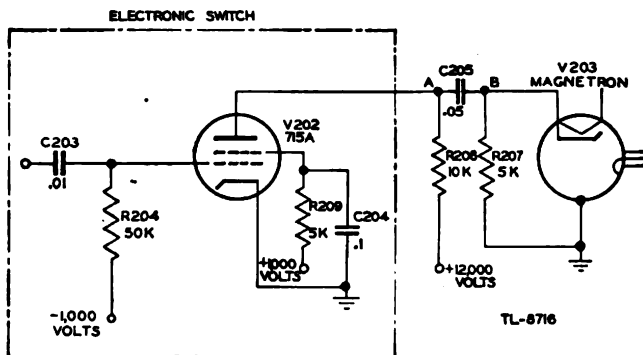 ELECTRONIC SWITCH
C203
.01
R204
50K
-1,000
VOLTS
V202
715A
R209
5K
C204
.1
+1000
VOLTS
A
C205
B
.05
R206
10K
R207
5K
+12,000
VOLTS
V203
MAGNETRON
TL-8716